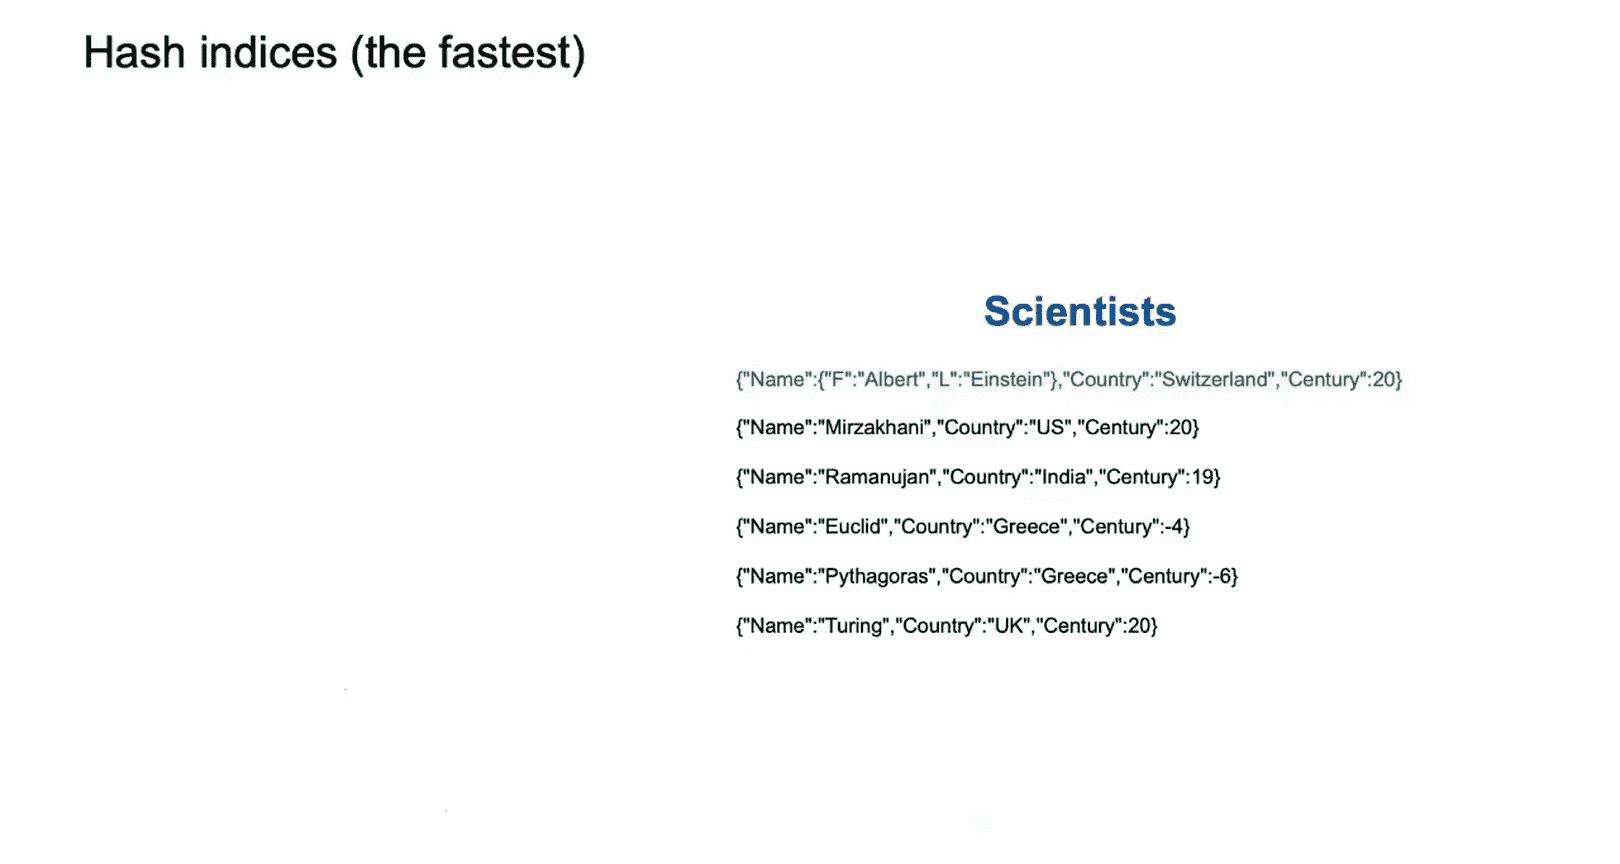 Hash indices (the fastest)
Scientists
{"Name":{"F":"Albert","L":"Einstein"},"Country":"Switzerland","Century":20}
{"Name":"Mirzakhani","Country":"US","Century":20}
{"Name":"Ramanujan","Country":"India","Century":19}
{"Name":"Euclid","Country":"Greece","Century":-4}
{"Name":"Pythagoras","Country":"Greece","Century":-6}
{"Name":"Turing","Country":"UK","Century":20}